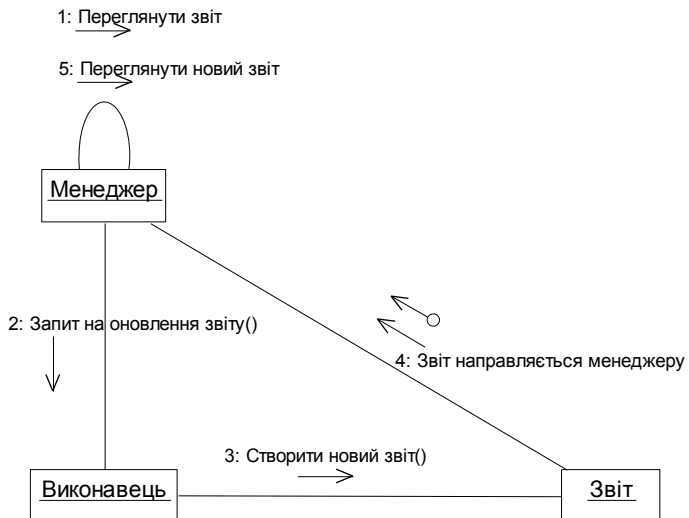 1: Переглянути звіт
5: Переглянути новий звіт
Менеджер
2: Запит на оновлення звіту()
4: Звіт направляється менеджеру
3: Створити новий звіт()
Виконавець
Звіт